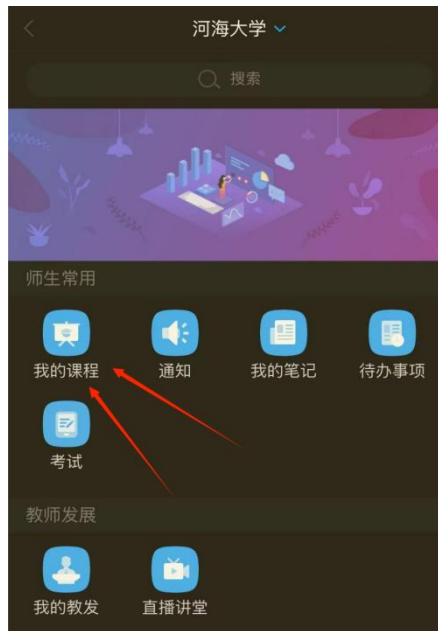 河海大学
搜索
师生常用
我的课程 通知 我的笔记 待办事项
考试
教师发展
我的教发 直播讲堂